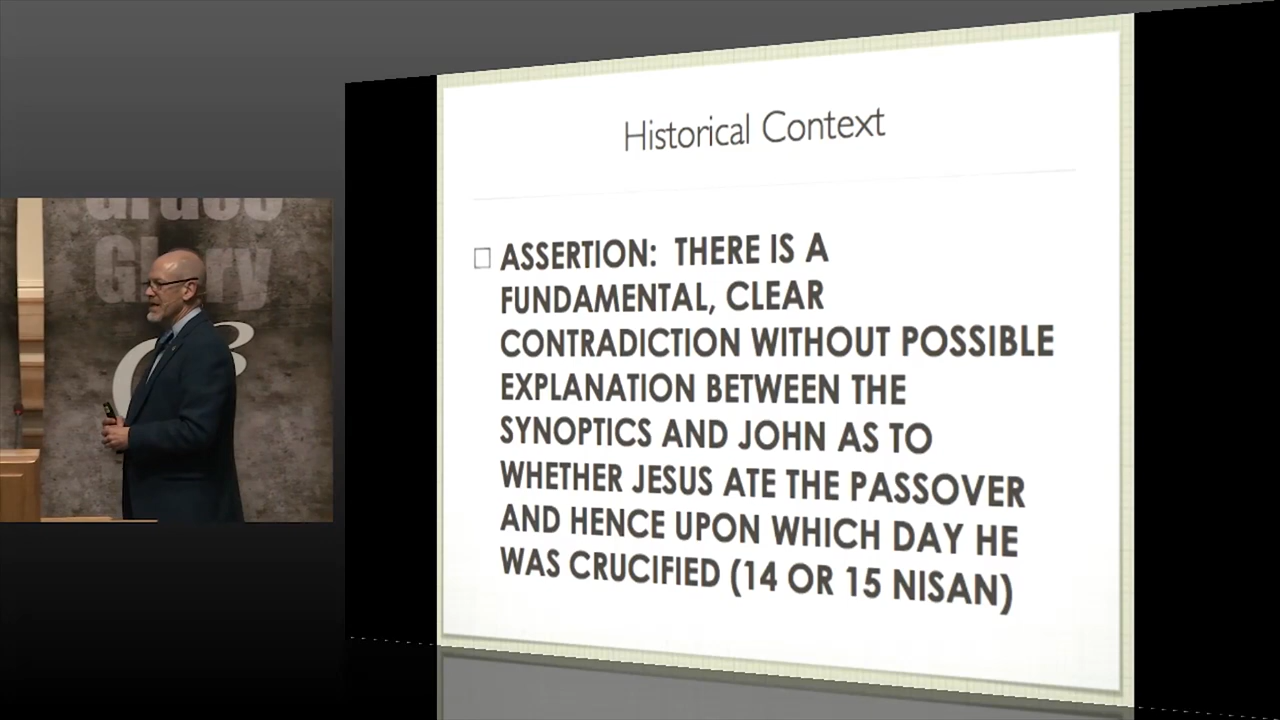 Historical Context
ASSERTION: THERE IS A
FUNDAMENTAL, CLEAR
CONTRADICTION WITHOUT POSSIBLE
EXPLANATION BETWEEN THE
SYNOPTICS AND JOHN AS TO
WHETHER JESUS ATE THE PASSOVER
AND HENCE UPON WHICH DAY HE
WAS CRUCIFIED (14 OR 15 NISAN)